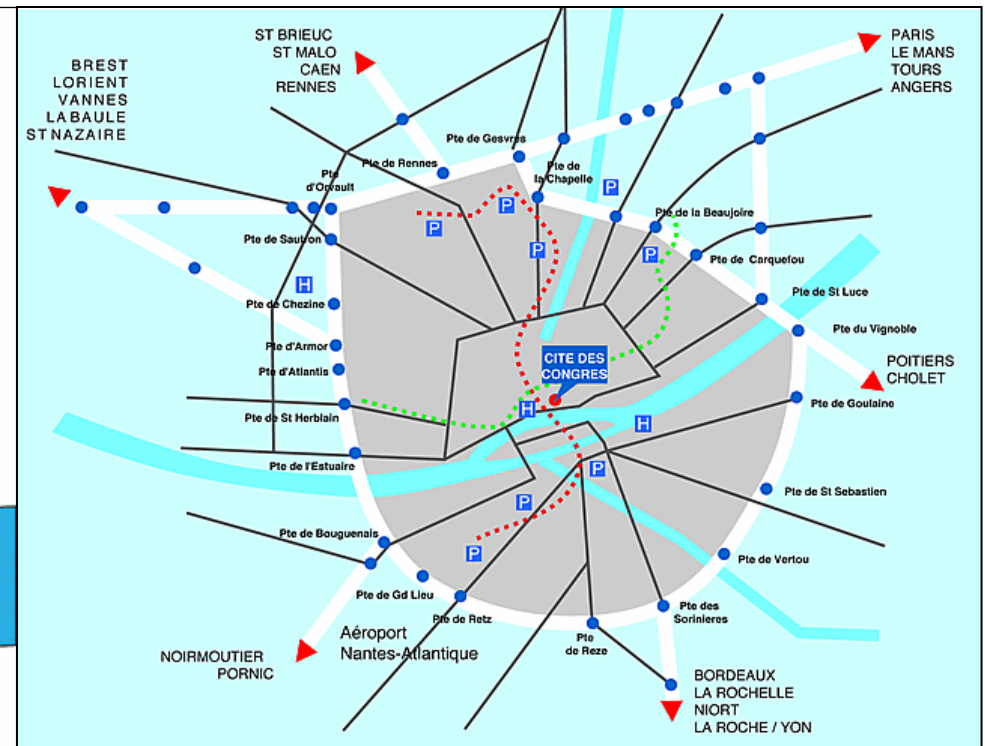 ST BRIEUC
ST MALO
CAEN
RENNES
PARIS
LE MANS
TOURS
ANGERS
BREST
LORIENT
VANNES
LA BAULE
ST NAZAIRE
Pte de Gesvres
Pte de Rennes
Pte de
la Chapelle
Pte
d'Orvault
P
P
P
Pte de la Beaujoire
Pte de Sautron
P
P
Pte de Carquefou
H
Pte de St Luce
Pte de Chezine
Pte du Vignoble
Pte d'Armor
CITE DES
CONGRES
POITIERS
CHOLET
Pte d'Atlantis
Pte de Goulaine
Pte de St Herblain
H
H
Pte de l'Estuaire
P
Pte de St Sebastien
P
Pte de Bouguenais
P
Pte de Vertou
Pte de Gd Lieu
Pte de Retz
Pte des
Sorinieres
Pte
de Reze
Aéroport
Nantes-Atlantique
NOIRMOUTIER
PORNIC
BORDEAUX
LA ROCHELLE
NIORT
LA ROCHE / YON